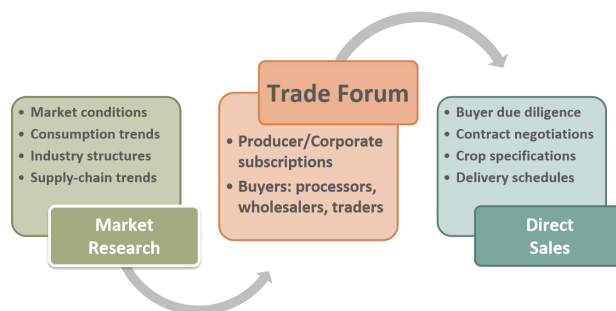 • Market conditions
• Consumption trends
• Industry structures
• Supply-chain trends
Market
Research
Trade Forum
• Producer/Corporate
subscriptions
• Buyers: processors,
wholesalers, traders
• Buyer due diligence
• Contract negotiations
• Crop specifications
• Delivery schedules
Direct
Sales